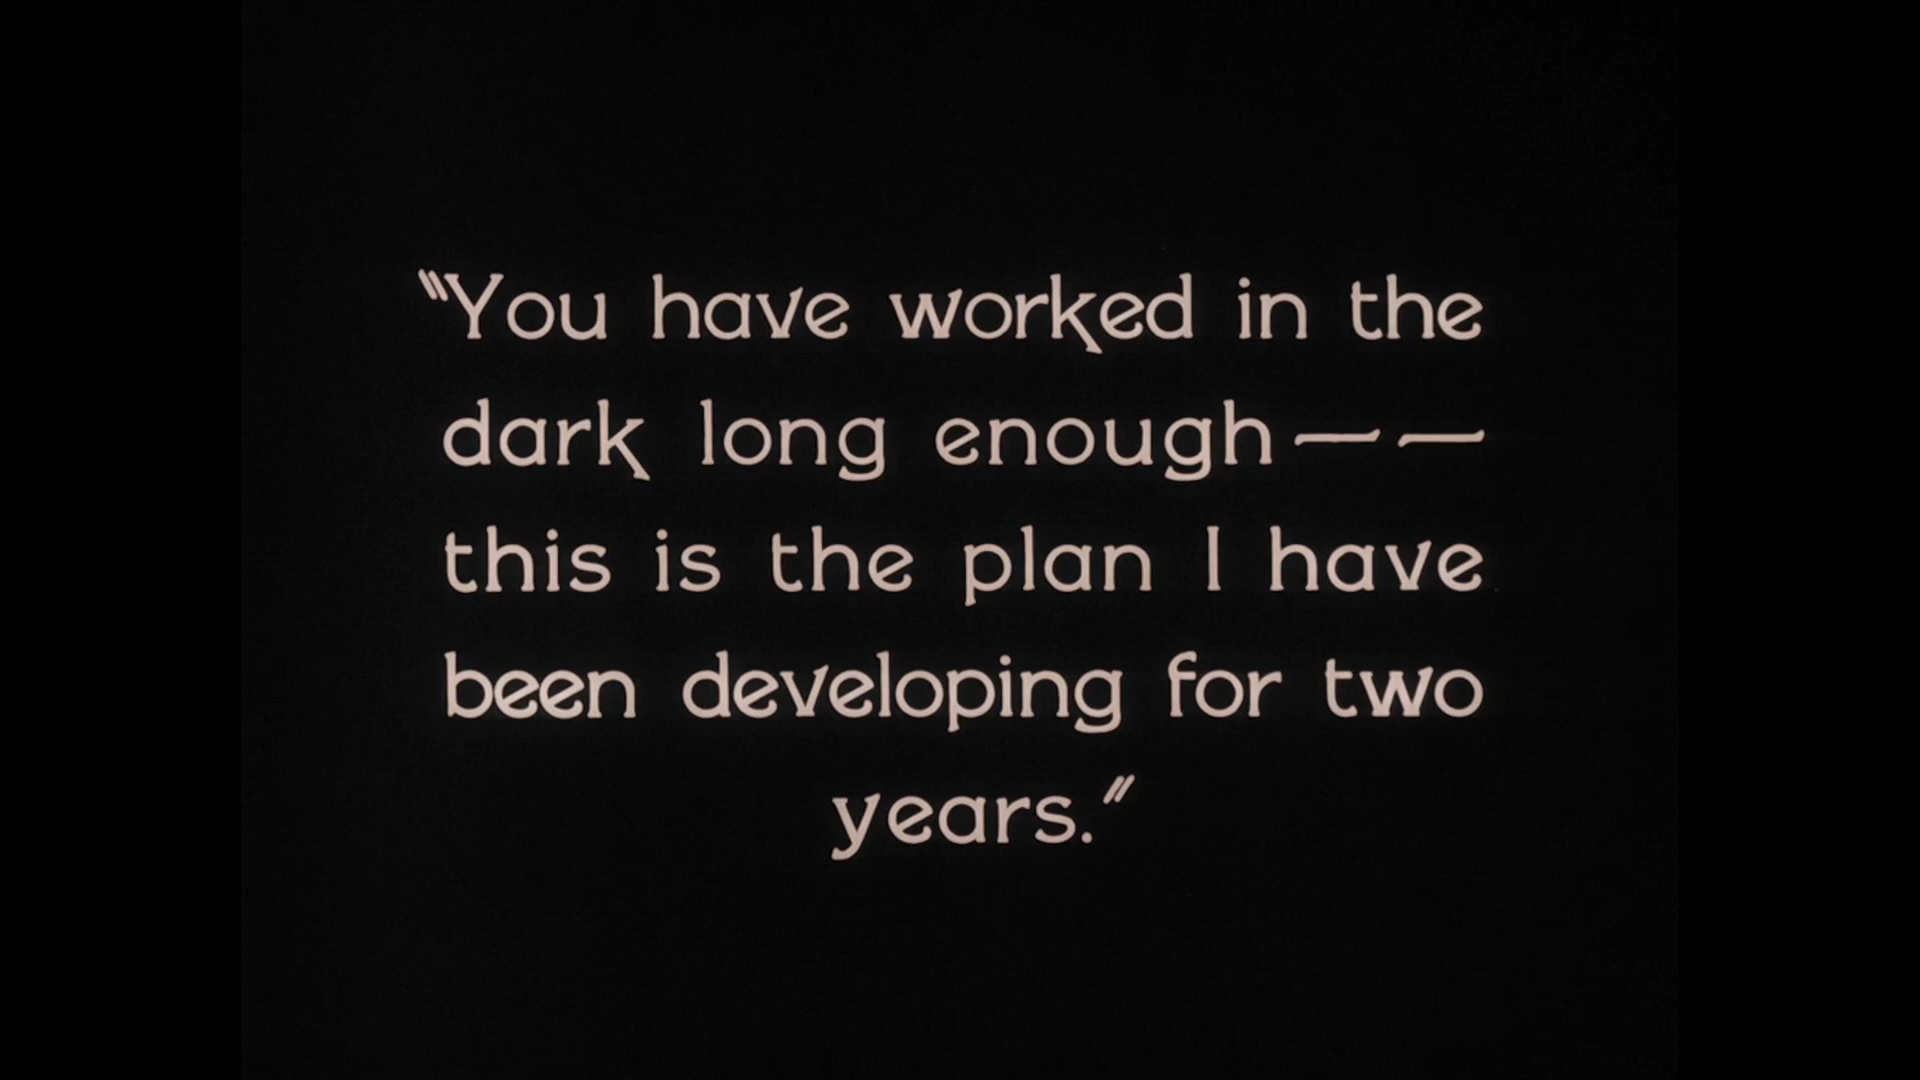 "You have worked in the
dark long enough — —
this is the plan I have
been developing for two
years."